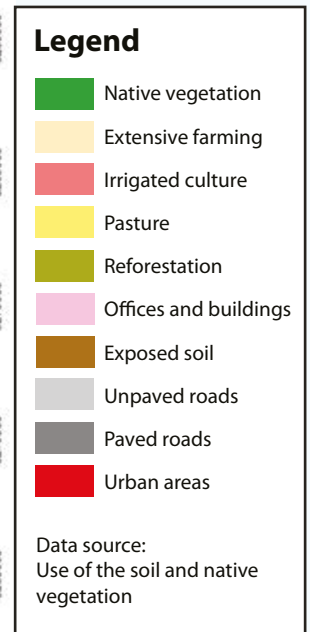 Legend
Native vegetation
Extensive farming
Irrigated culture
Pasture
Reforestation
Offices and buildings
Exposed soil
Unpaved roads
Paved roads
Urban areas
Data source:
Use of the soil and native
vegetation